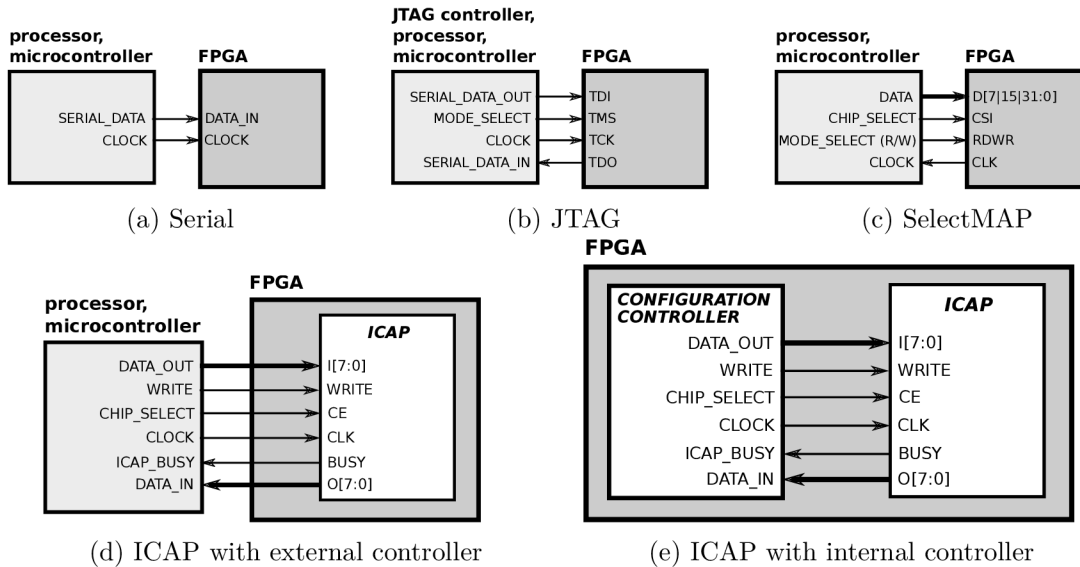 processor,
microcontroller
FPGA
SERIAL_DATA
DATA_IN
CLOCK
CLOCK
(a) Serial
JTAG controller,
processor,
microcontroller
FPGA
SERIAL_DATA_OUT
TDI
MODE_SELECT
TMS
CLOCK
TCK
SERIAL_DATA_IN
TDO
(b) JTAG
processor,
microcontroller
FPGA
DATA
D[7|15|31:0]
CHIP_SELECT
CSI
MODE_SELECT (R/W)
RDWR
CLOCK
CLK
(c) SelectMAP
processor,
microcontroller
FPGA
ICAP
DATA_OUT
I[7:0]
WRITE
WRITE
CHIP_SELECT
CE
CLOCK
CLK
ICAP_BUSY
BUSY
DATA_IN
O[7:0]
(d) ICAP with external controller
FPGA
CONFIGURATION
CONTROLLER
ICAP
DATA_OUT
I[7:0]
WRITE
WRITE
CHIP_SELECT
CE
CLOCK
CLK
ICAP_BUSY
BUSY
DATA_IN
O[7:0]
(e) ICAP with internal controller